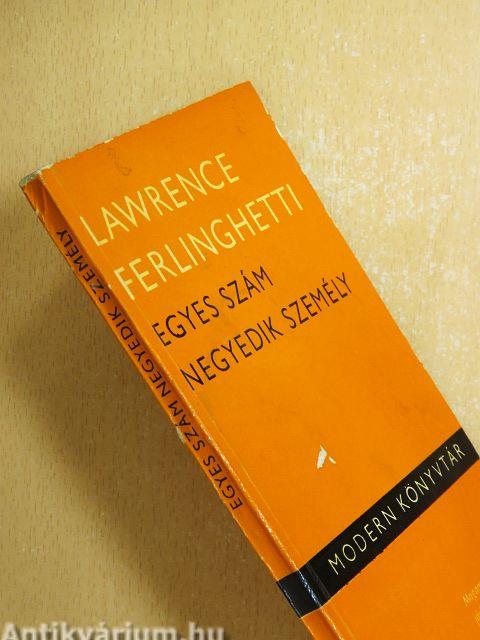 LAWRENCE
FERLINGHETTI
EGYES SZÁM
NEGYEDIK SZEMÉLY
MODERN KÖNYVTÁR
EGYES SZÁM NEGYEDIK SZEMÉLY
Antikvárium.hu